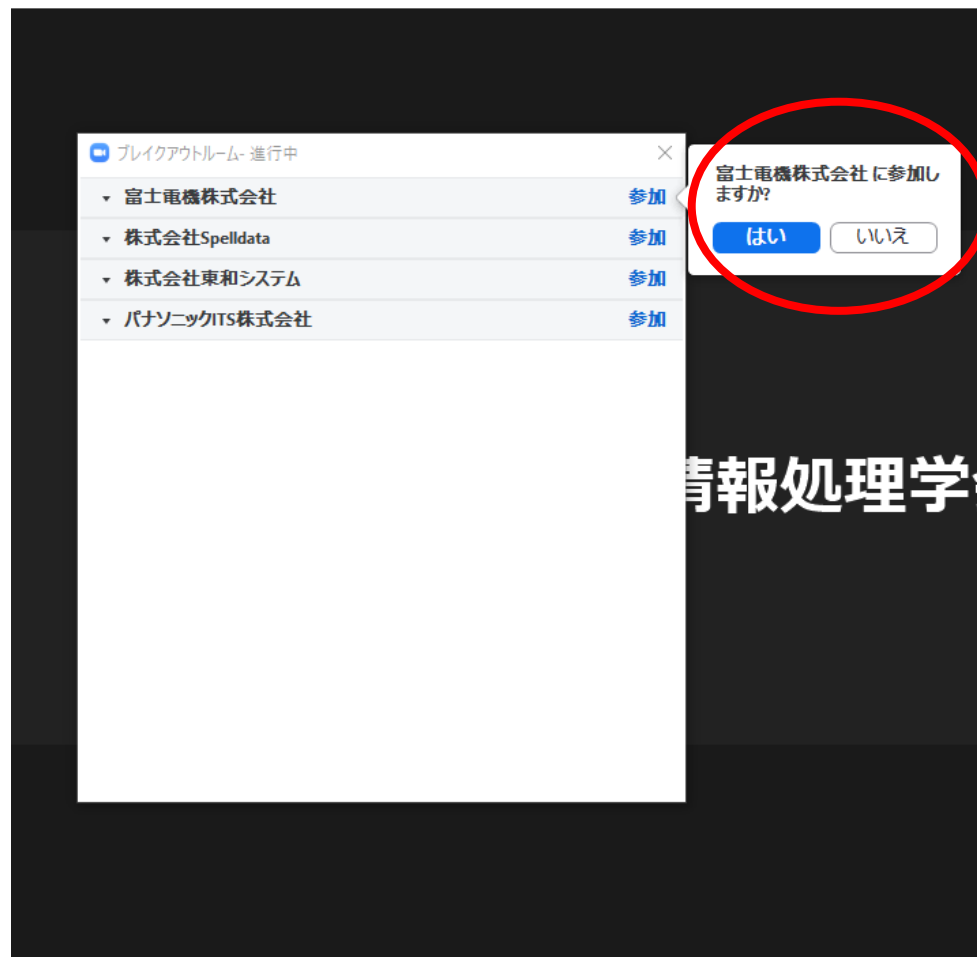 ブレイクアウトルーム- 進行中
富士電機株式会社 参加
株式会社Spelldata 参加
株式会社東和システム 参加
パナソニックITS株式会社 参加
富士電機株式会社 に参加し
ますか?
はい いいえ
情報処理学